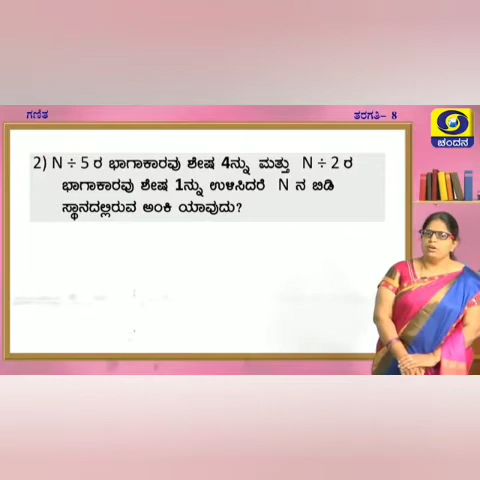 ಗಣಿತ
ತರಗತಿ– 8
ಚಂದನ
2) N ÷ 5 ರ ಭಾಗಾಕಾರವು ಶೇಷ 4ನ್ನು ಮತ್ತು N ÷ 2 ರ
ಭಾಗಾಕಾರವು ಶೇಷ 1ನ್ನು ಉಳಿಸಿದರೆ N ನ ಬಿಡಿ
ಸ್ಥಾನದಲ್ಲಿರುವ ಅಂಕಿ ಯಾವುದು?